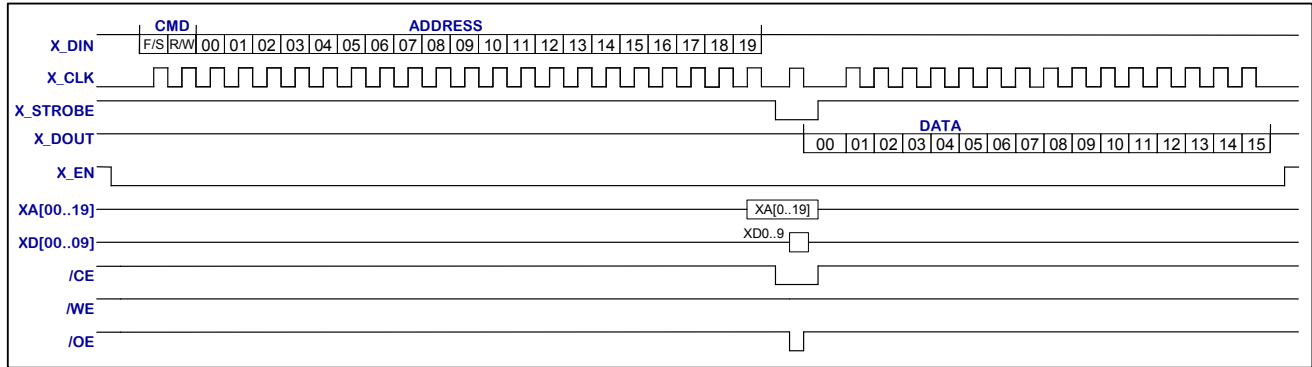 CMD ADDRESS
X_DIN F/S R/W 00 01 02 03 04 05 06 07 08 09 10 11 12 13 14 15 16 17 18 19
X_CLK
X_STROBE
DATA
X_DOUT 00 01 02 03 04 05 06 07 08 09 10 11 12 13 14 15
X_EN
XA[00..19] XA[0..19]
XD[00..09] XD0..9
/CE
/WE
/OE